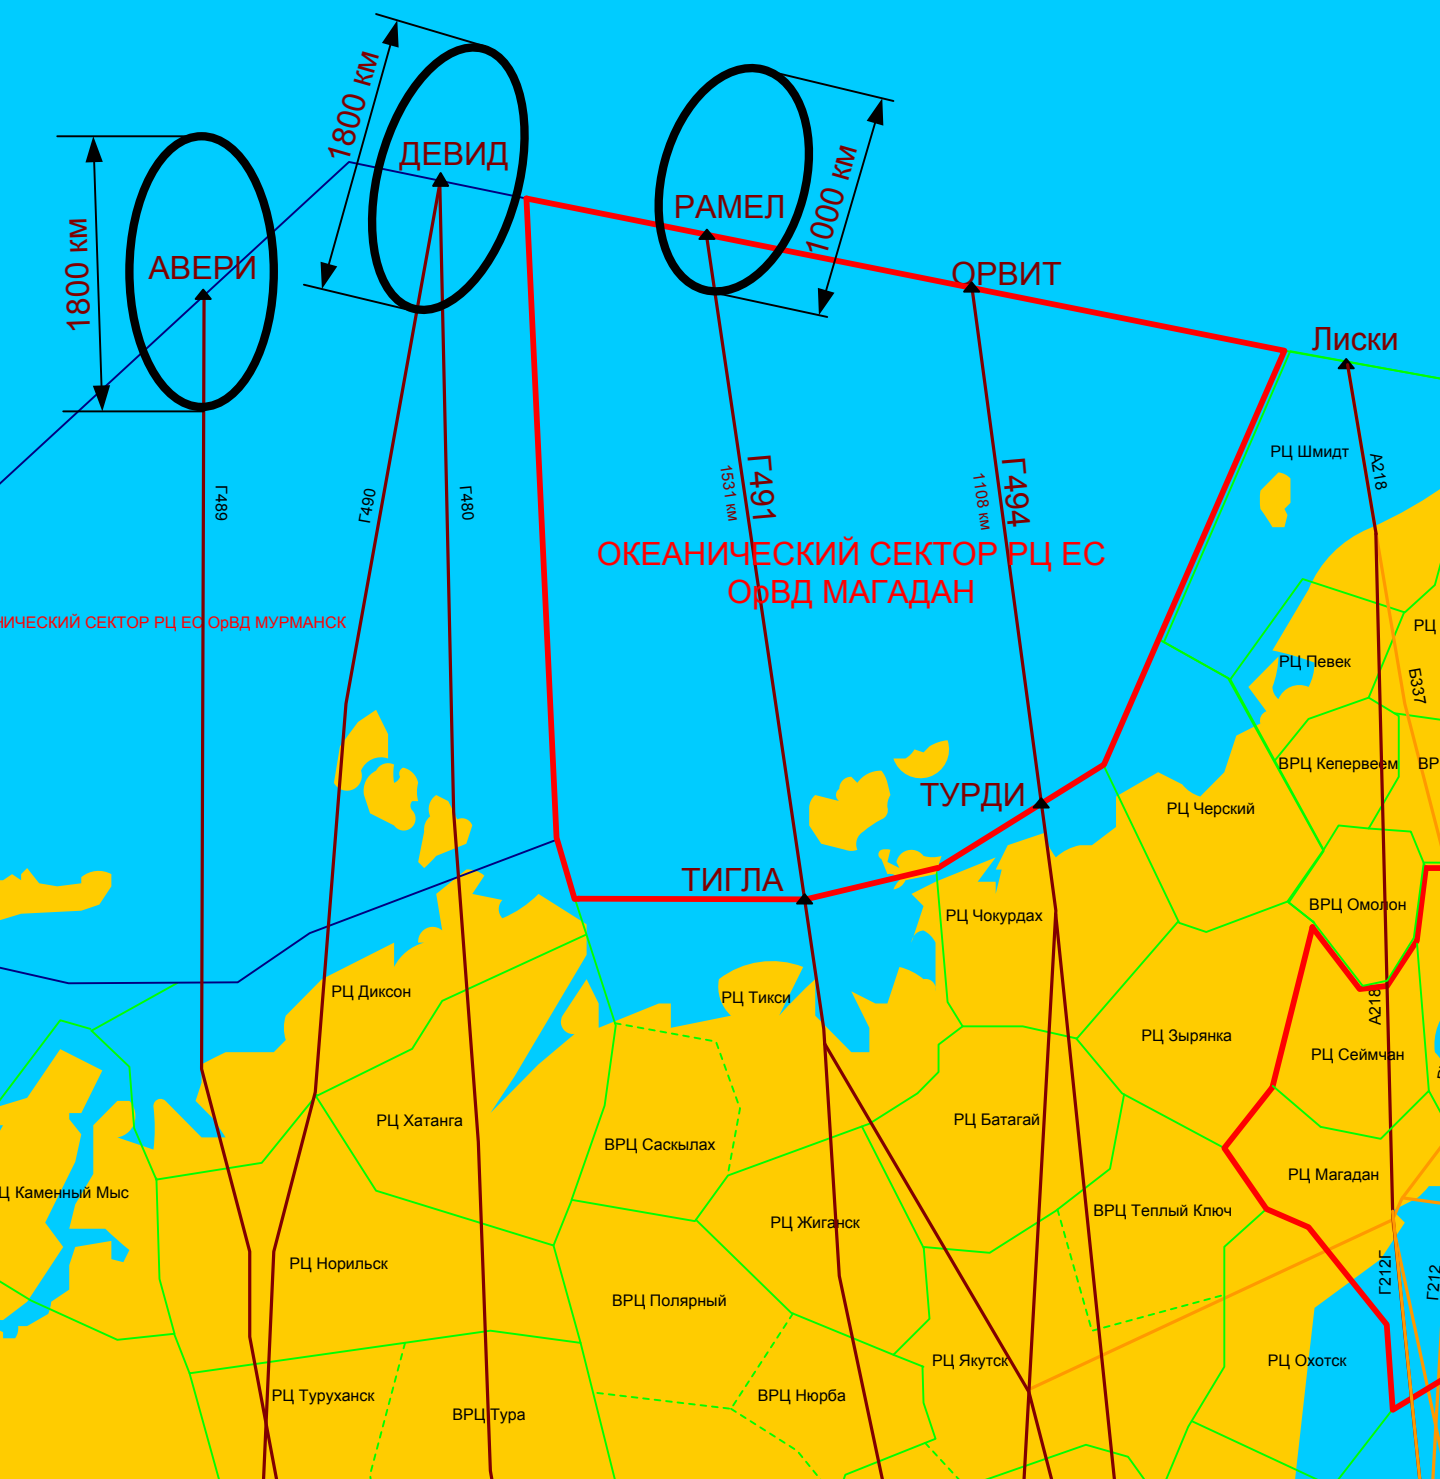 1800 км
ДЕВИД
РАМЕЛ
1000 км
1800 км
АВЕРИ
ОРВИТ
Лиски
РЦ Шмидт
А218
Г489
Г490
Г480
Г491
1531 км
Г494
1108 км
ОКЕАНИЧЕСКИЙ СЕКТОР РЦ ЕС
ОрВД МАГАДАН
НИЧЕСКИЙ СЕКТОР РЦ ЕС ОрВД МУРМАНСК
РЦ
РЦ Певек
Б337
ВРЦ Кепервеем
ВР
ТУРДИ
РЦ Черский
ТИГЛА
РЦ Чокурдах
ВРЦ Омолон
РЦ Диксон
РЦ Тикси
А218
РЦ Зырянка
РЦ Сеймчан
РЦ Хатанга
ВРЦ Саскылах
РЦ Батагай
РЦ Магадан
Ц Каменный Мыс
РЦ Жиганск
ВРЦ Теплый Ключ
РЦ Норильск
Г212Г
Г212
ВРЦ Полярный
РЦ Якутск
РЦ Охотск
РЦ Туруханск
ВРЦ Нюрба
ВРЦ Тура